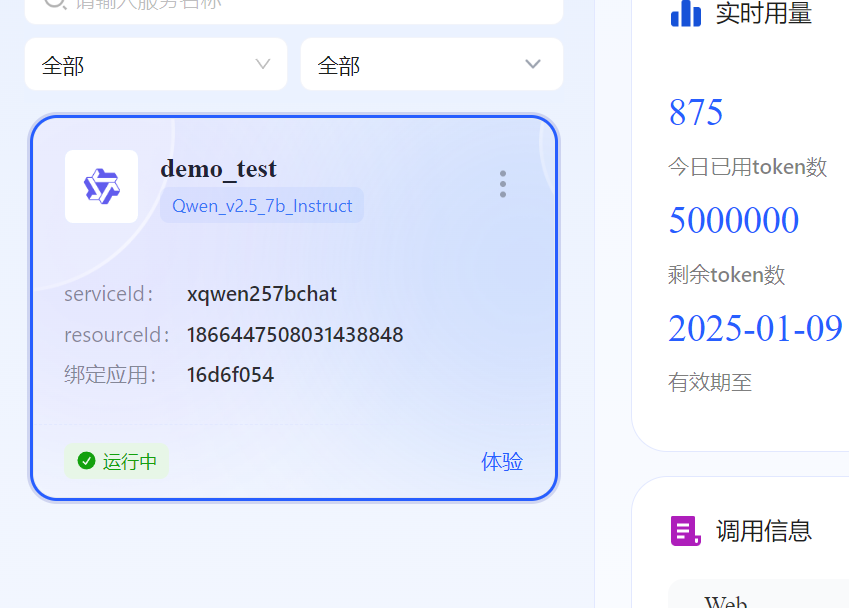 请输入服务名称
全部
全部
demo_test
Qwen_v2.5_7b_Instruct
serviceId：
xqwen257bchat
resourceId：
1866447508031438848
绑定应用：
16d6f054
运行中
体验
实时用量
875
今日已用token数
5000000
剩余token数
2025-01-09
有效期至
调用信息
Web